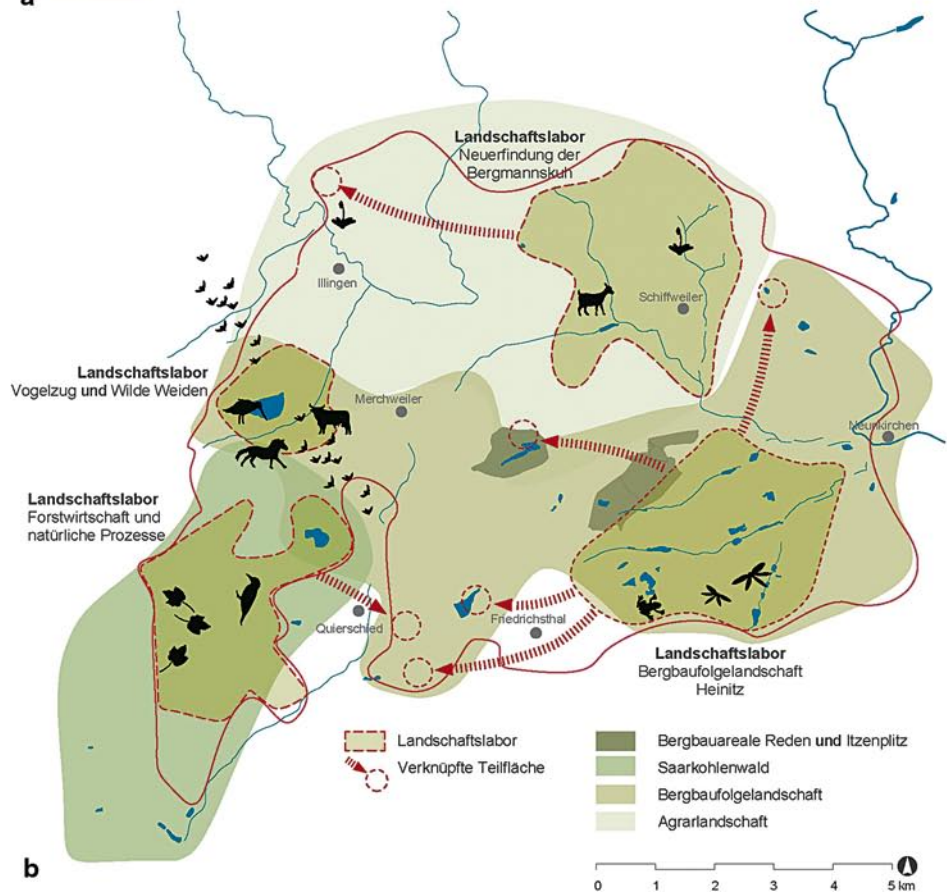 a
Landschaftslabor
Neuerfindung der
Bergmannskuh
Illingen
Schiffweiler
Landschaftslabor
Vogelzug und Wilde Weiden
Merchweiler
Neunkirchen
Landschaftslabor
Forstwirtschaft und
natürliche Prozesse
Quierschied
Friedrichsthal
Landschaftslabor
Bergbaufolgelandschaft
Heinitz
Landschaftslabor
Verknüpfte Teilfläche
Bergbauareale Reden und Itzenplitz
Saarkohlenwald
Bergbaufolgelandschaft
Agrarlandschaft
b
0 1 2 3 4 5 km